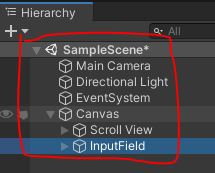 Hierarchy
All
SampleScene*
Main Camera
Directional Light
EventSystem
Canvas
Scroll View
InputField